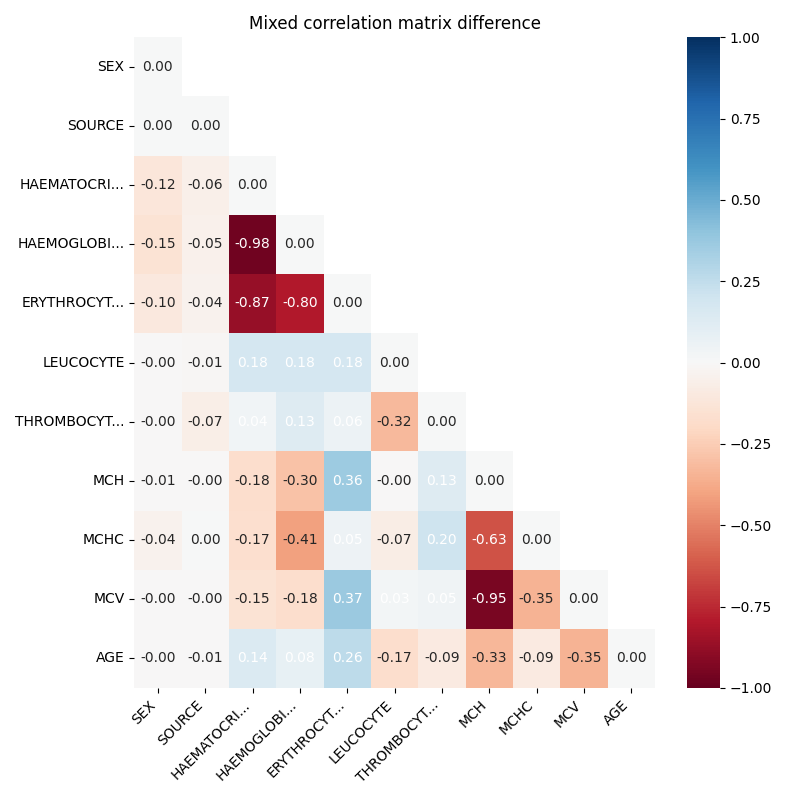 Mixed correlation matrix difference
SEX 0.00
SOURCE 0.00 0.00
HAEMATOCRI... -0.12 -0.06 0.00
HAEMOGLOBI... -0.15 -0.05 -0.98 0.00
ERYTHROCYT... -0.10 -0.04 -0.87 -0.80 0.00
LEUCOCYTE -0.00 -0.01 0.18 0.18 0.18 0.00
THROMBOCYT... -0.00 -0.07 0.04 0.13 0.06 -0.32 0.00
MCH -0.01 -0.00 -0.18 -0.30 0.36 -0.00 0.13 0.00
MCHC -0.04 0.00 -0.17 -0.41 0.05 -0.07 0.20 -0.63 0.00
MCV -0.00 -0.00 -0.15 -0.18 0.37 0.03 0.05 -0.95 -0.35 0.00
AGE -0.00 -0.01 0.14 0.08 0.26 -0.17 -0.09 -0.33 -0.09 -0.35 0.00
SEX SOURCE HAEMATOCRI... HAEMOGLOBI... ERYTHROCYT... LEUCOCYTE THROMBOCYT... MCH MCHC MCV AGE
1.00
0.75
0.50
0.25
0.00
−0.25
−0.50
−0.75
−1.00